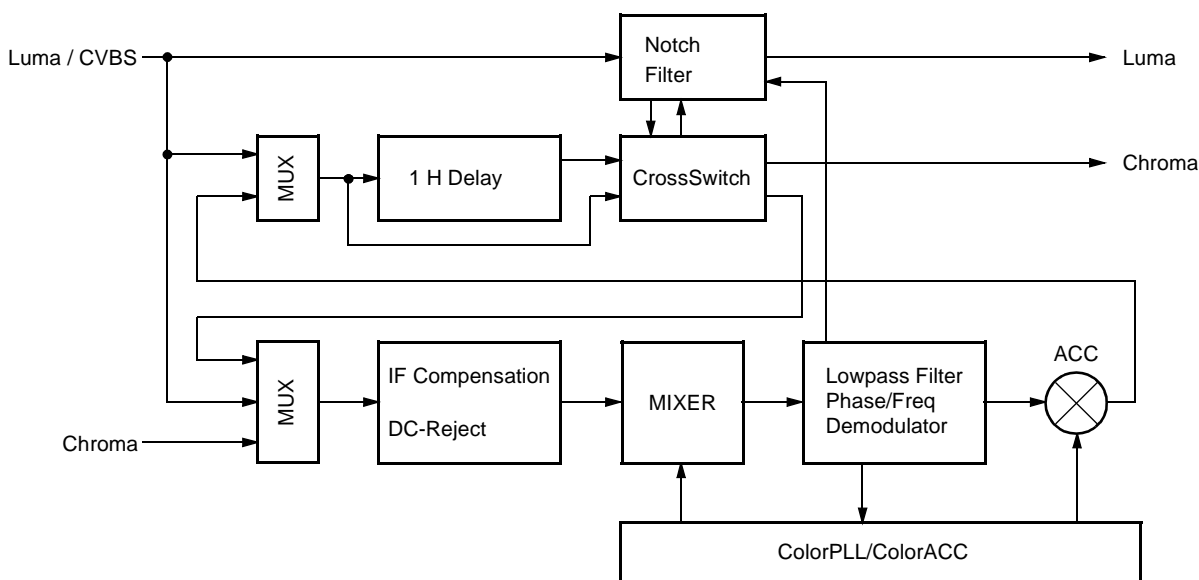 Luma / CVBS
Notch
Filter
Luma
MUX
1 H Delay
CrossSwitch
Chroma
ACC
MUX
IF Compensation
DC-Reject
MIXER
Lowpass Filter
Phase/Freq
Demodulator
Chroma
ColorPLL/ColorACC